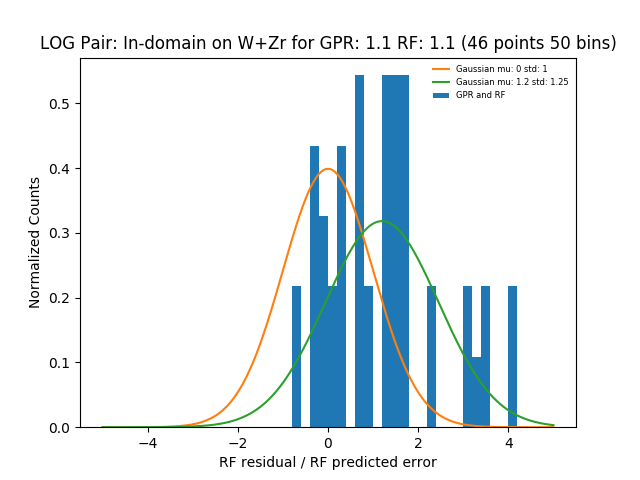 LOG Pair: In-domain on W+Zr for GPR: 1.1 RF: 1.1 (46 points 50 bins)
Gaussian mu: 0 std: 1
Gaussian mu: 1.2 std: 1.25
GPR and RF
Normalized Counts
0.5
0.4
0.3
0.2
0.1
0.0
−4 −2 0 2 4
RF residual / RF predicted error